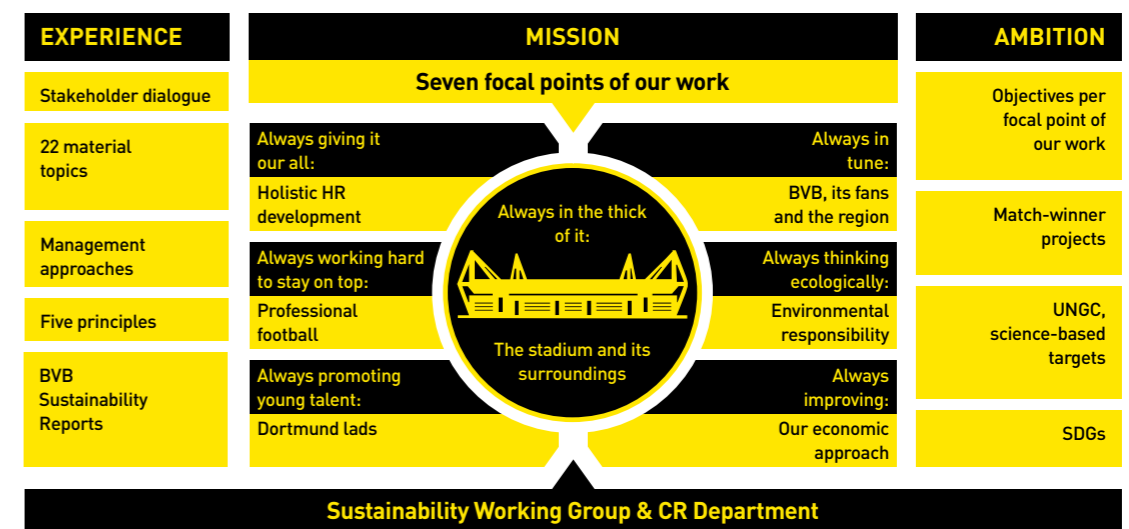 EXPERIENCE
Stakeholder dialogue
22 material
topics
Management
approaches
Five principles
BVB
Sustainability
Reports
MISSION
Seven focal points of our work
Always giving it
our all:
Holistic HR
development
Always working hard
to stay on top:
Professional
football
Always promoting
young talent:
Dortmund lads
Always in the thick
of it:
The stadium and its
surroundings
Always in
tune:
BVB, its fans
and the region
Always thinking
ecologically:
Environmental
responsibility
Always
improving:
Our economic
approach
AMBITION
Objectives per
focal point of
our work
Match-winner
projects
UNGC,
science-based
targets
SDGs
Sustainability Working Group & CR Department